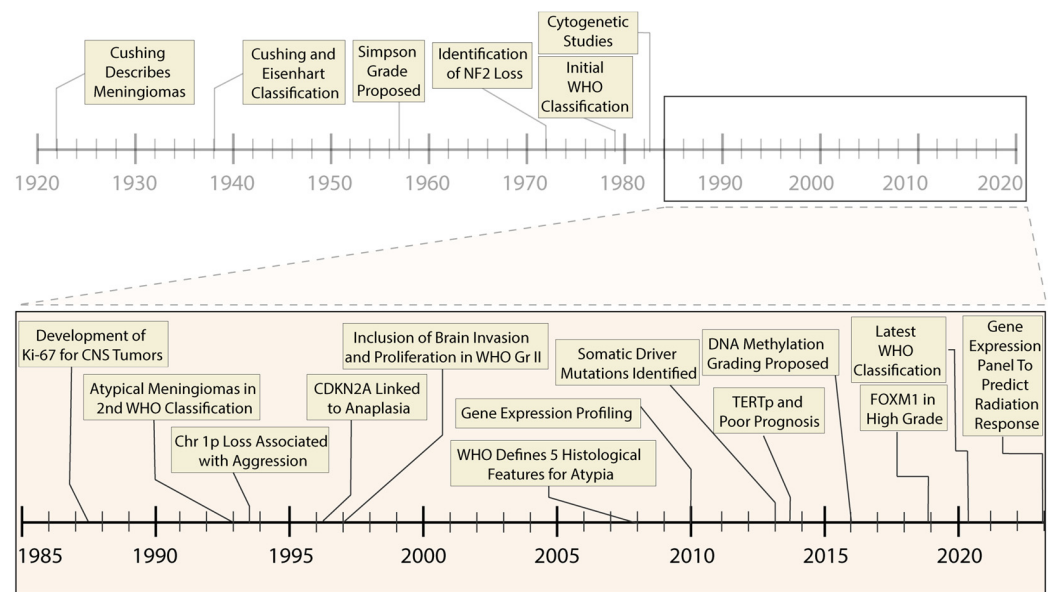 Cushing
Describes
Meningiomas
Cushing and
Eisenhart
Classification
Simpson
Grade
Proposed
Identification
of NF2 Loss
Cytogenetic
Studies
Initial
WHO
Classification
1920
1930
1940
1950
1960
1970
1980
1990
2000
2010
2020
Development of
Ki-67 for CNS Tumors
Atypical Meningiomas in
2nd WHO Classification
Chr 1p Loss Associated
with Aggression
CDKN2A Linked
to Anaplasia
Inclusion of Brain Invasion
and Proliferation in WHO Gr II
Gene Expression Profiling
WHO Defines 5 Histological
Features for Atypia
Somatic Driver
Mutations Identified
DNA Methylation
Grading Proposed
TERTp and
Poor Prognosis
Latest
WHO
Classification
FOXM1 in
High Grade
Gene
Expression
Panel To
Predict
Radiation
Response
1985
1990
1995
2000
2005
2010
2015
2020